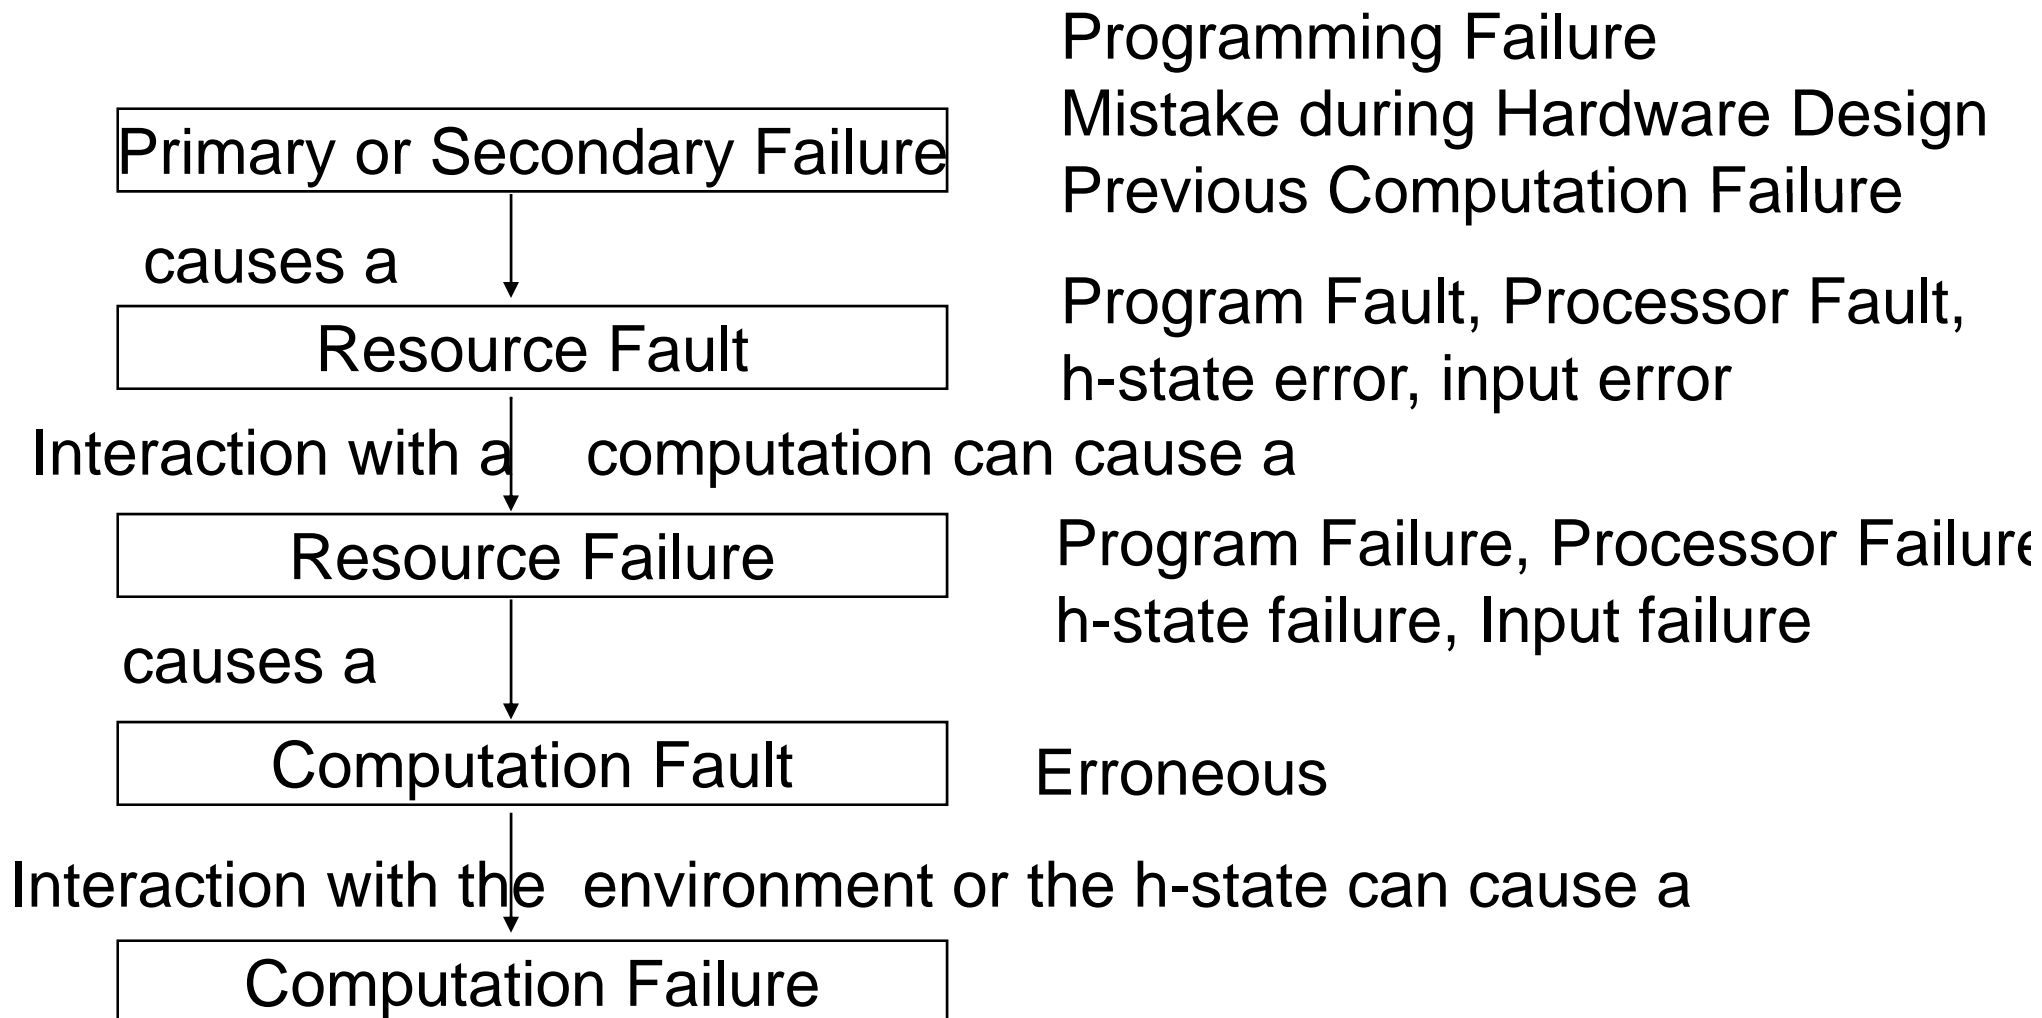 Programming Failure
Mistake during Hardware Design
Primary or Secondary Failure
Previous Computation Failure
causes a
Program Fault, Processor Fault,
Resource Fault
h-state error, input error
Interaction with a computation can cause a
Resource Failure
Program Failure, Processor Failure
h-state failure, Input failure
causes a
Computation Fault
Erroneous
Interaction with the environment or the h-state can cause a
Computation Failure